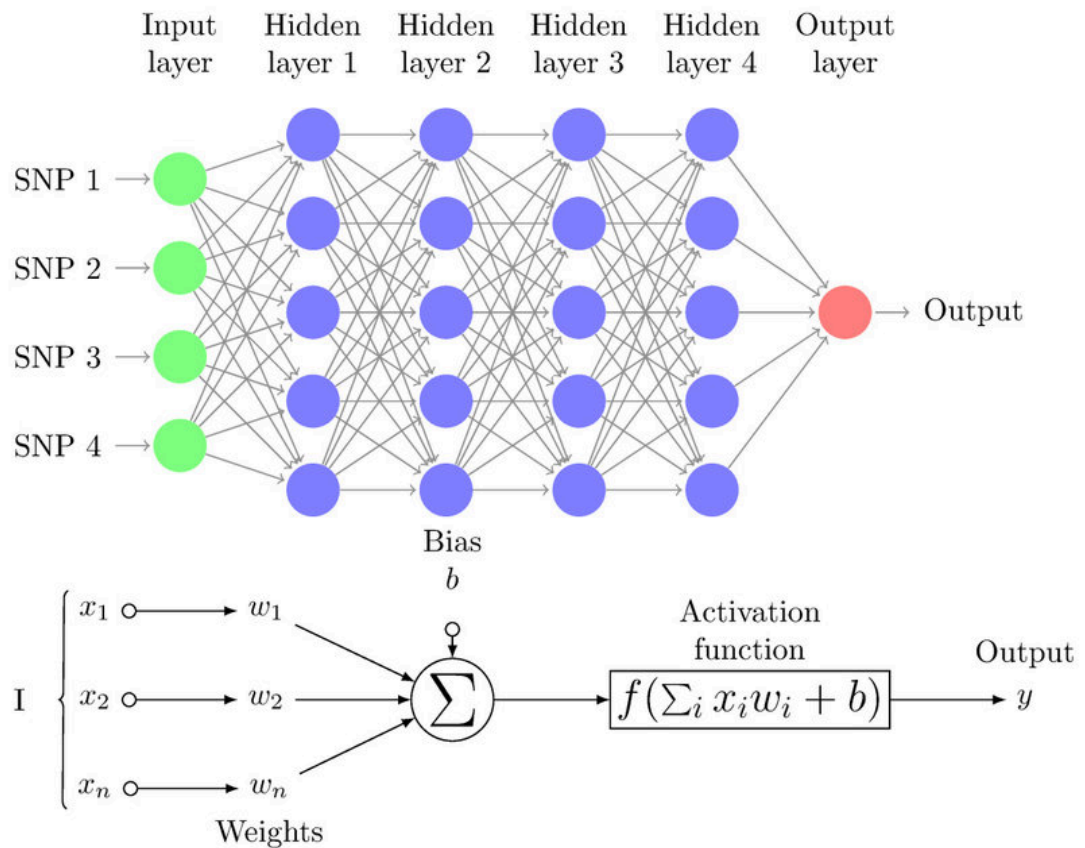 Input Hidden Hidden Hidden Hidden Output
layer layer 1 layer 2 layer 3 layer 4 layer
SNP 1
SNP 2
SNP 3
SNP 4
Output
Bias
b
x₁ w₁
Activation
function
Output
I x₂ w₂ ∑ f(∑ᵢ xᵢwᵢ + b) y
xₙ wₙ
Weights